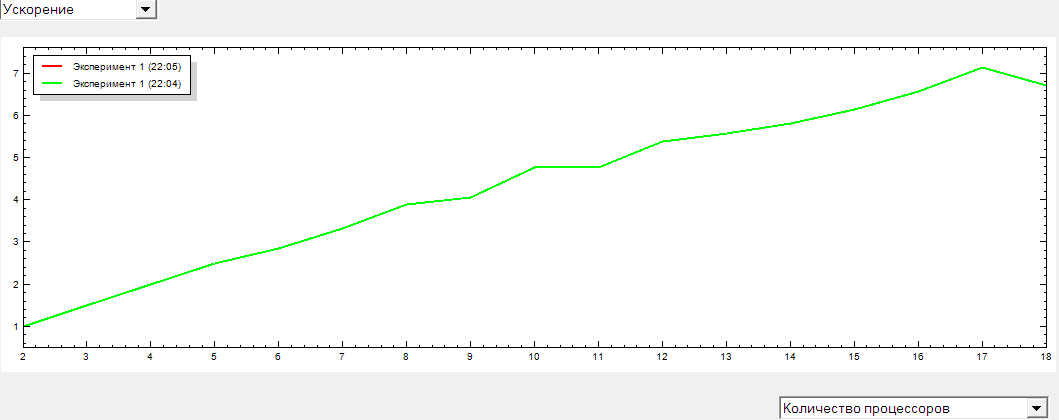 Ускорение
Эксперимент 1 (22:05)
Эксперимент 1 (22:04)
7
6
5
4
3
2
1
2 3 4 5 6 7 8 9 10 11 12 13 14 15 16 17 18
Количество процессоров